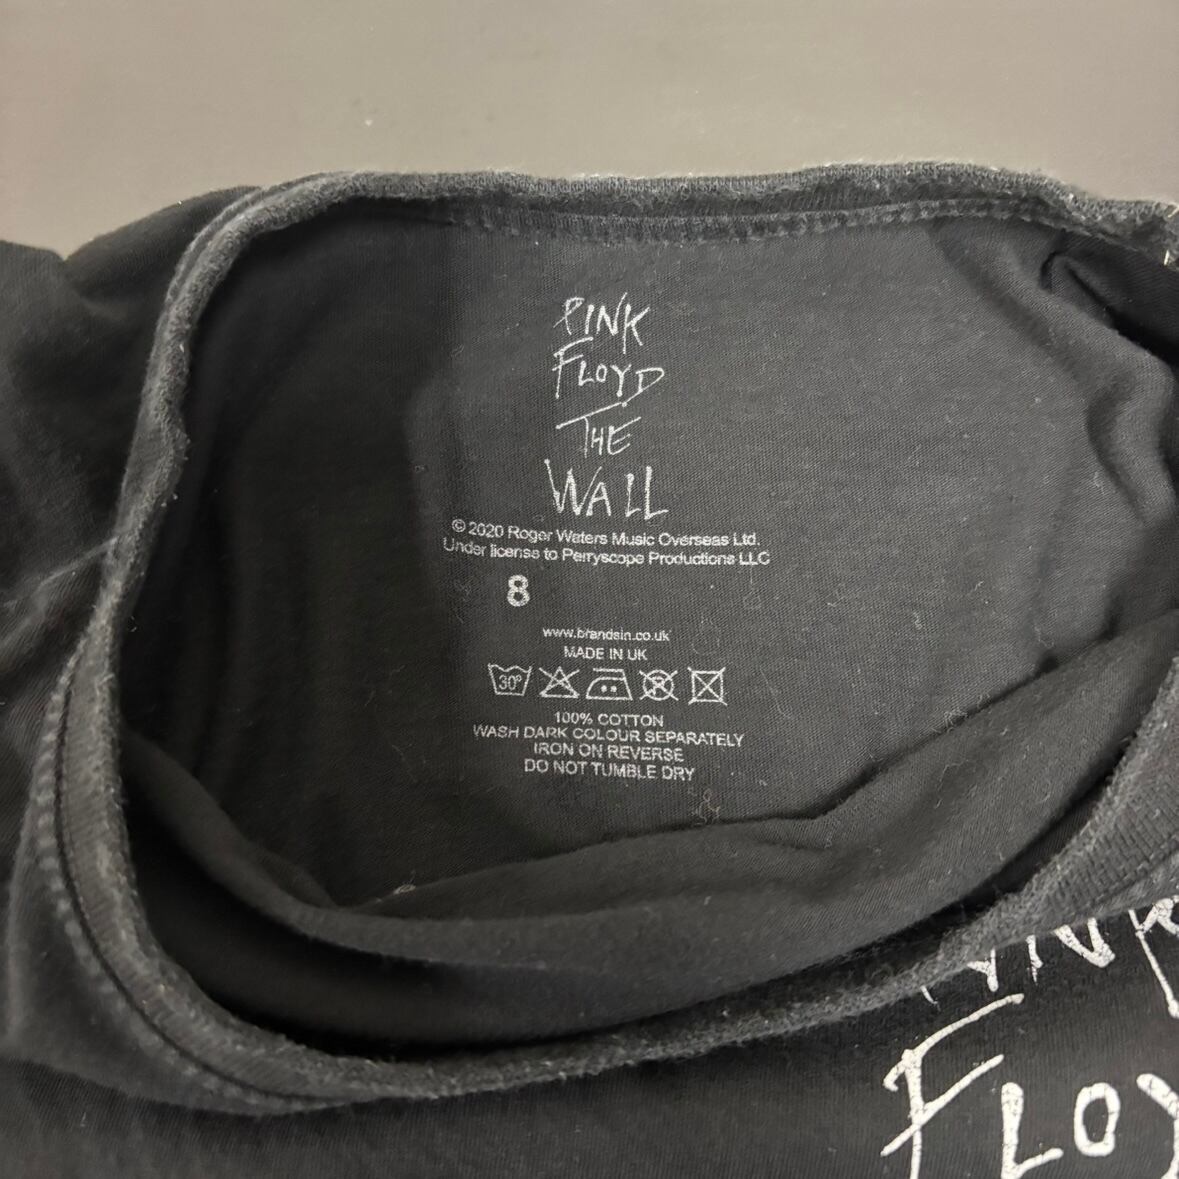 PINK
FLOYD
THE
WALL
© 2020 Roger Waters Music Overseas Ltd.
Under license to Perryscope Productions LLC
8
www.brandsin.co.uk
MADE IN UK
30°
100% COTTON
WASH DARK COLOUR SEPARATELY
IRON ON REVERSE
DO NOT TUMBLE DRY
FLOY